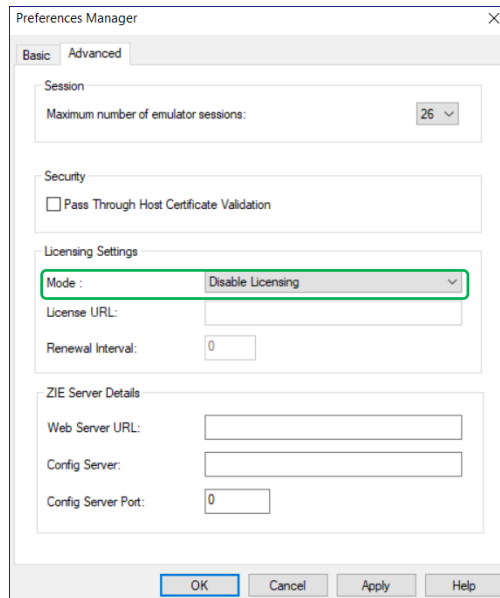 Preferences Manager
Basic Advanced
Session
Maximum number of emulator sessions: 26
Security
Pass Through Host Certificate Validation
Licensing Settings
Mode : Disable Licensing
License URL:
Renewal Interval: 0
ZIE Server Details
Web Server URL:
Config Server:
Config Server Port: 0
OK Cancel Apply Help